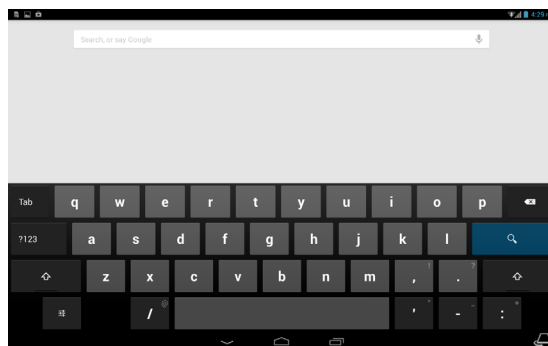 4:29
Search, or say Google
Tab q w e r t y u i o p
?123 a s d f g h j k l
z x c v b n m , ! . ?
/ @ ' " - _ : *